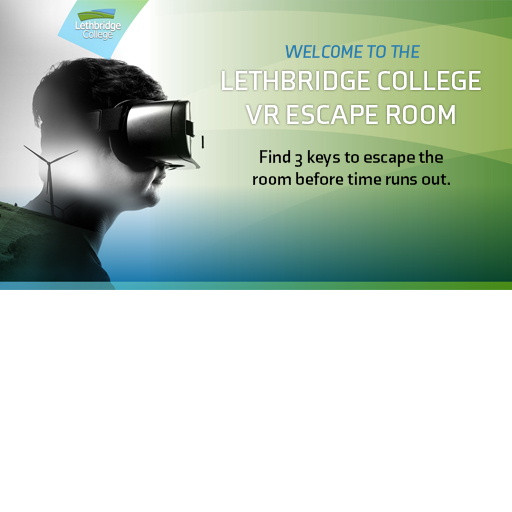 Lethbridge
College
WELCOME TO THE
LETHBRIDGE COLLEGE
VR ESCAPE ROOM
Find 3 keys to escape the
room before time runs out.